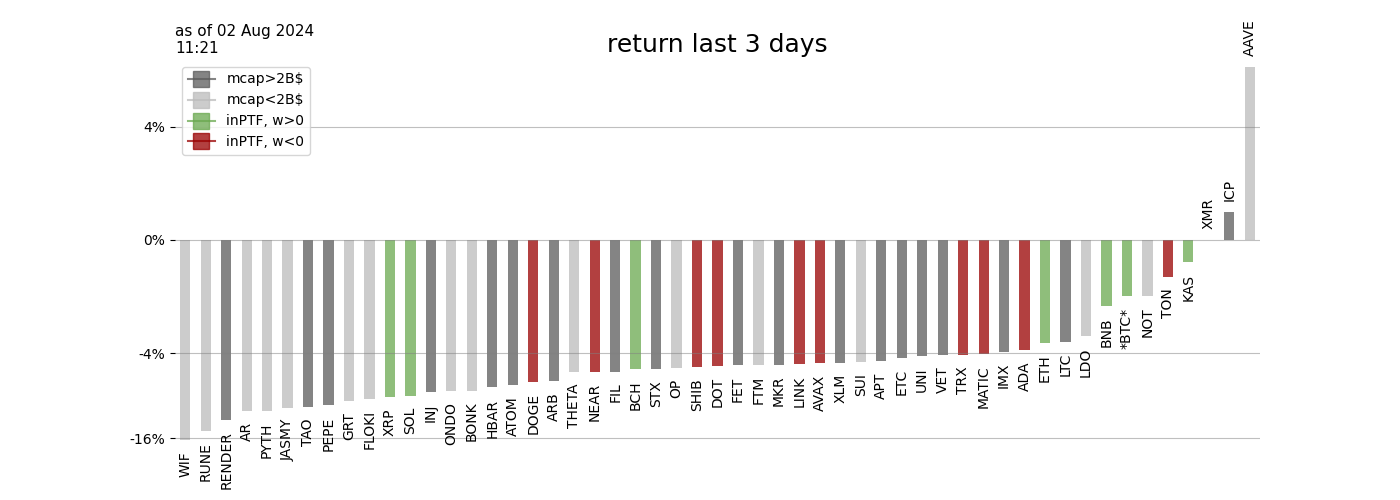 as of 02 Aug 2024
11:21
return last 3 days
mcap>2B$
mcap<2B$
inPTF, w>0
inPTF, w<0
4%
0%
-4%
-16%
WIF
RUNE
RENDER
AR
PYTH
JASMY
TAO
PEPE
GRT
FLOKI
XRP
SOL
INJ
ONDO
BONK
HBAR
ATOM
DOGE
ARB
THETA
NEAR
FIL
BCH
STX
OP
SHIB
DOT
FET
FTM
MKR
LINK
AVAX
XLM
SUI
APT
ETC
UNI
VET
TRX
MATIC
IMX
ADA
ETH
LTC
LDO
BNB
*BTC*
NOT
TON
KAS
XMR
ICP
AAVE